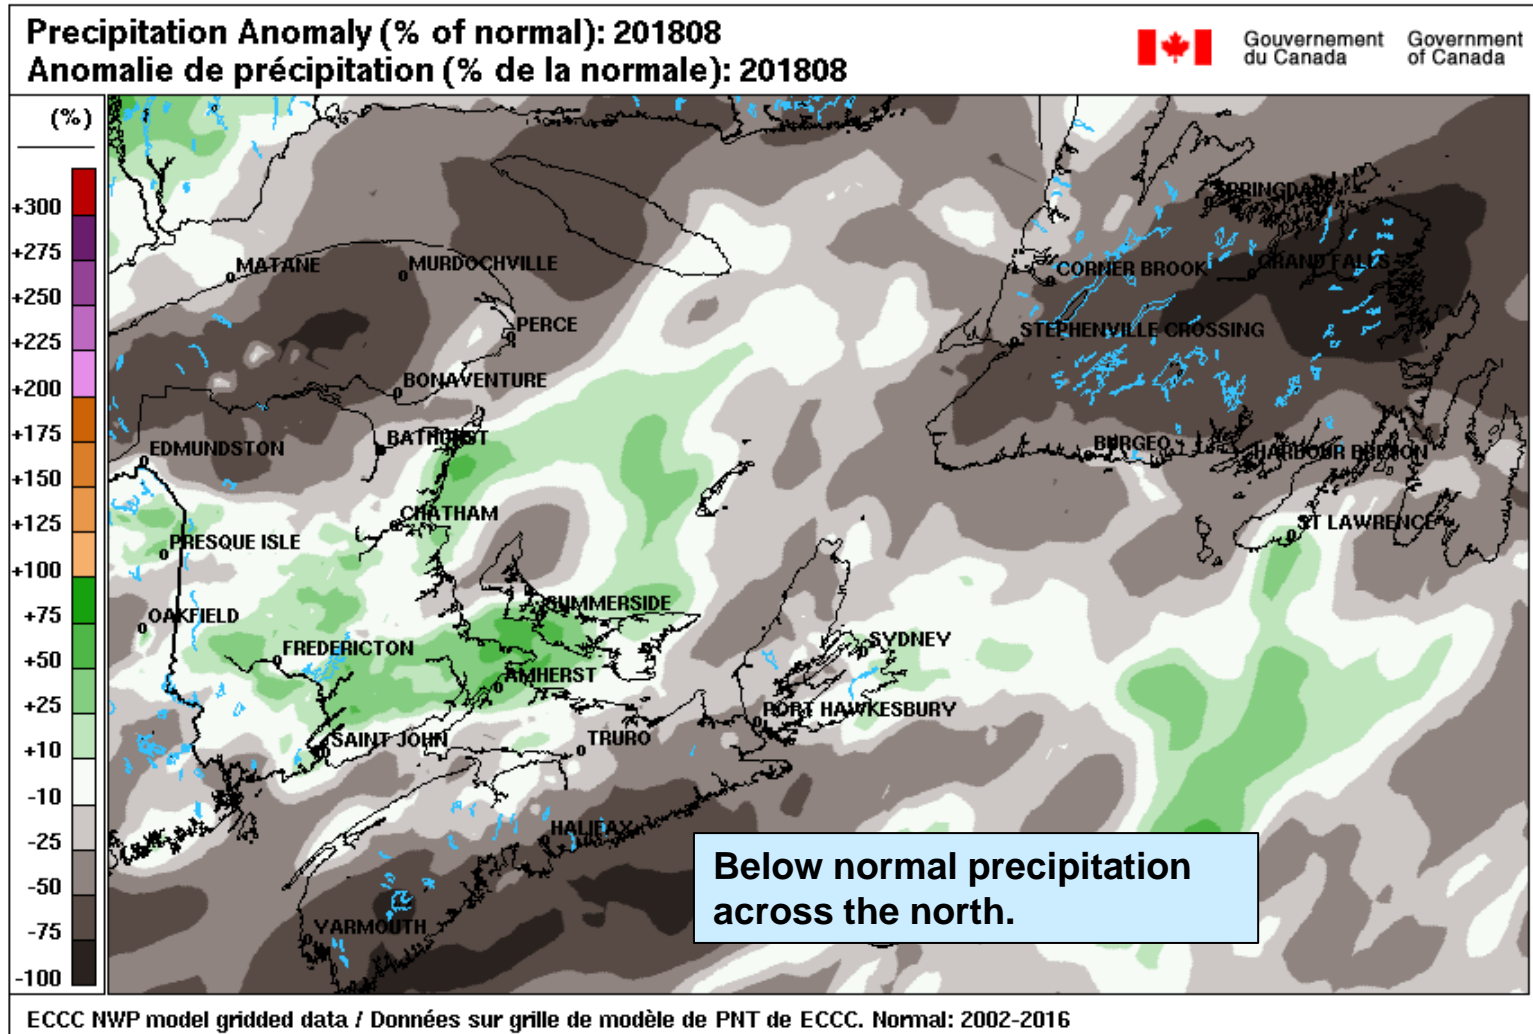 Precipitation Anomaly (% of normal): 201808
Anomalie de précipitation (% de la normale): 201808
Gouvernement du Canada
Government of Canada
(%)
+300
+275
+250
+225
+200
+175
+150
+125
+100
+75
+50
+25
+10
-10
-25
-50
-75
-100
SPRINGDALE
MATANE
MURDOCHVILLE
CORNER BROOK
GRAND FALLS
PERCE
STEPHENVILLE CROSSING
BONAVENTURE
BATHURST
EDMUNDSTON
BURGEO
HARBOUR BRETON
CHATHAM
ST LAWRENCE
PRESQUE ISLE
SUMMERSIDE
OAKFIELD
FREDERICTON
SYDNEY
AMHERST
PORT HAWKESBURY
SAINT JOHN
TRURO
HALIFAX
YARMOUTH
Below normal precipitation
across the north.
ECCC NWP model gridded data / Données sur grille de modèle de PNT de ECCC. Normal: 2002-2016